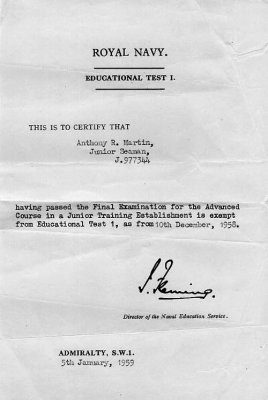 ROYAL NAVY.
EDUCATIONAL TEST I.
THIS IS TO CERTIFY THAT
Anthony R. Martin,
Junior Seaman,
J.977344
having passed the Final Examination for the Advanced
Course in a Junior Training Establishment is exempt
from Educational Test 1, as from 10th December, 1958.
J. Fleming.
Director of the Naval Education Service.
ADMIRALTY, S.W.1.
5th January, 1959